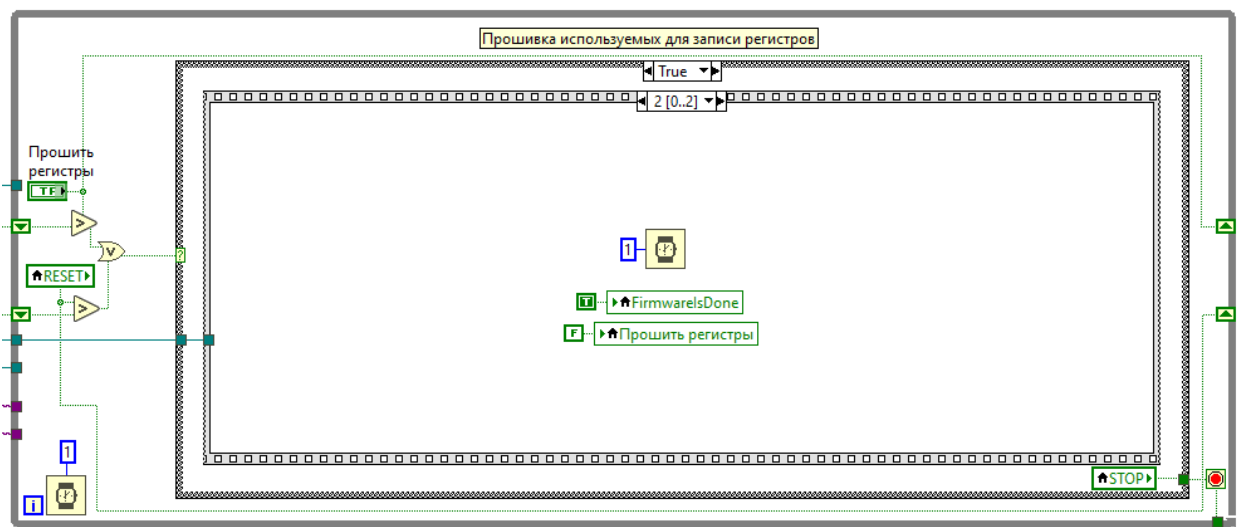 Прошивка используемых для записи регистров
True
2 [0..2]
Прошить
регистры
TF
>
V
?
1
RESET
T
FirmwareIsDone
>
F
Прошить регистры
1
STOP
i